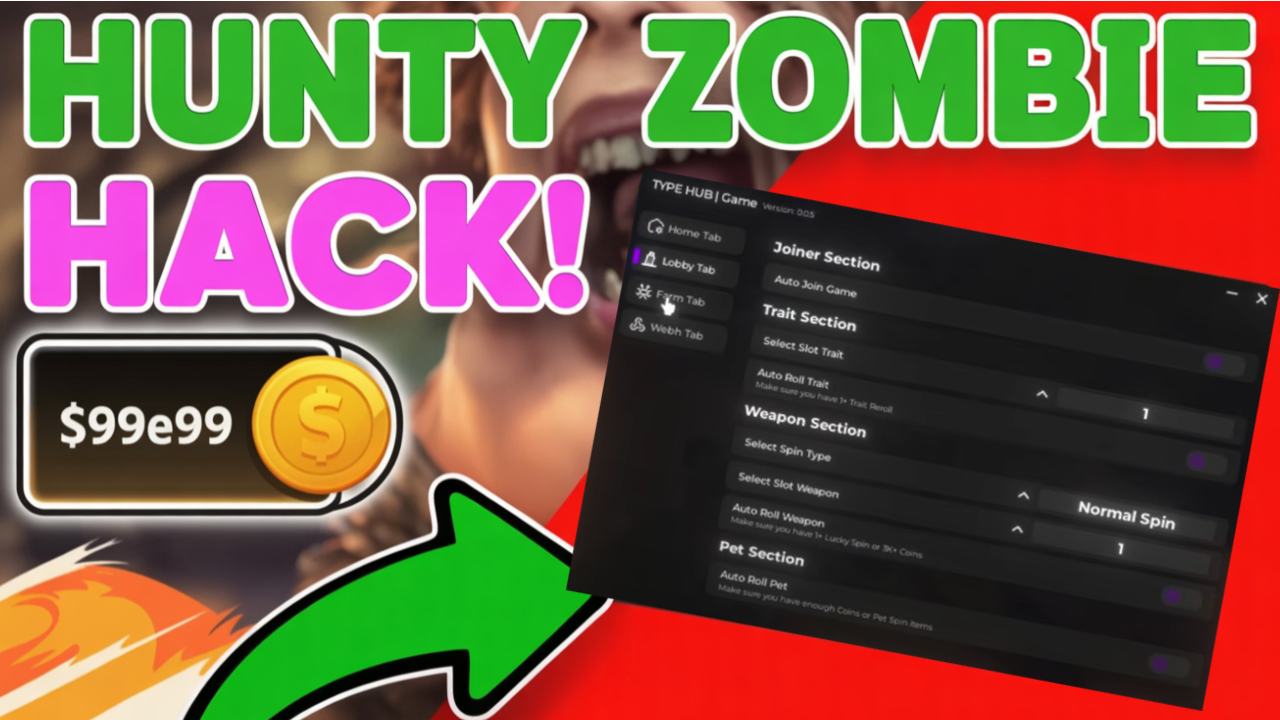 HUNTY ZOMBIE
HACK!
$99e99
TYPE HUB | Game Version: 0.0.5
Home Tab
Lobby Tab
Farm Tab
Webh Tab
Joiner Section
Auto Join Game
Trait Section
Select Slot Trait
1
Auto Roll Trait
Make sure you have 1+ Trait Reroll
Weapon Section
Select Spin Type
Normal Spin
Select Slot Weapon
1
Auto Roll Weapon
Make sure you have 1+ Lucky Spin or 3K+ Coins
Pet Section
Auto Roll Pet
Make sure you have enough Coins or Pet Spin Items